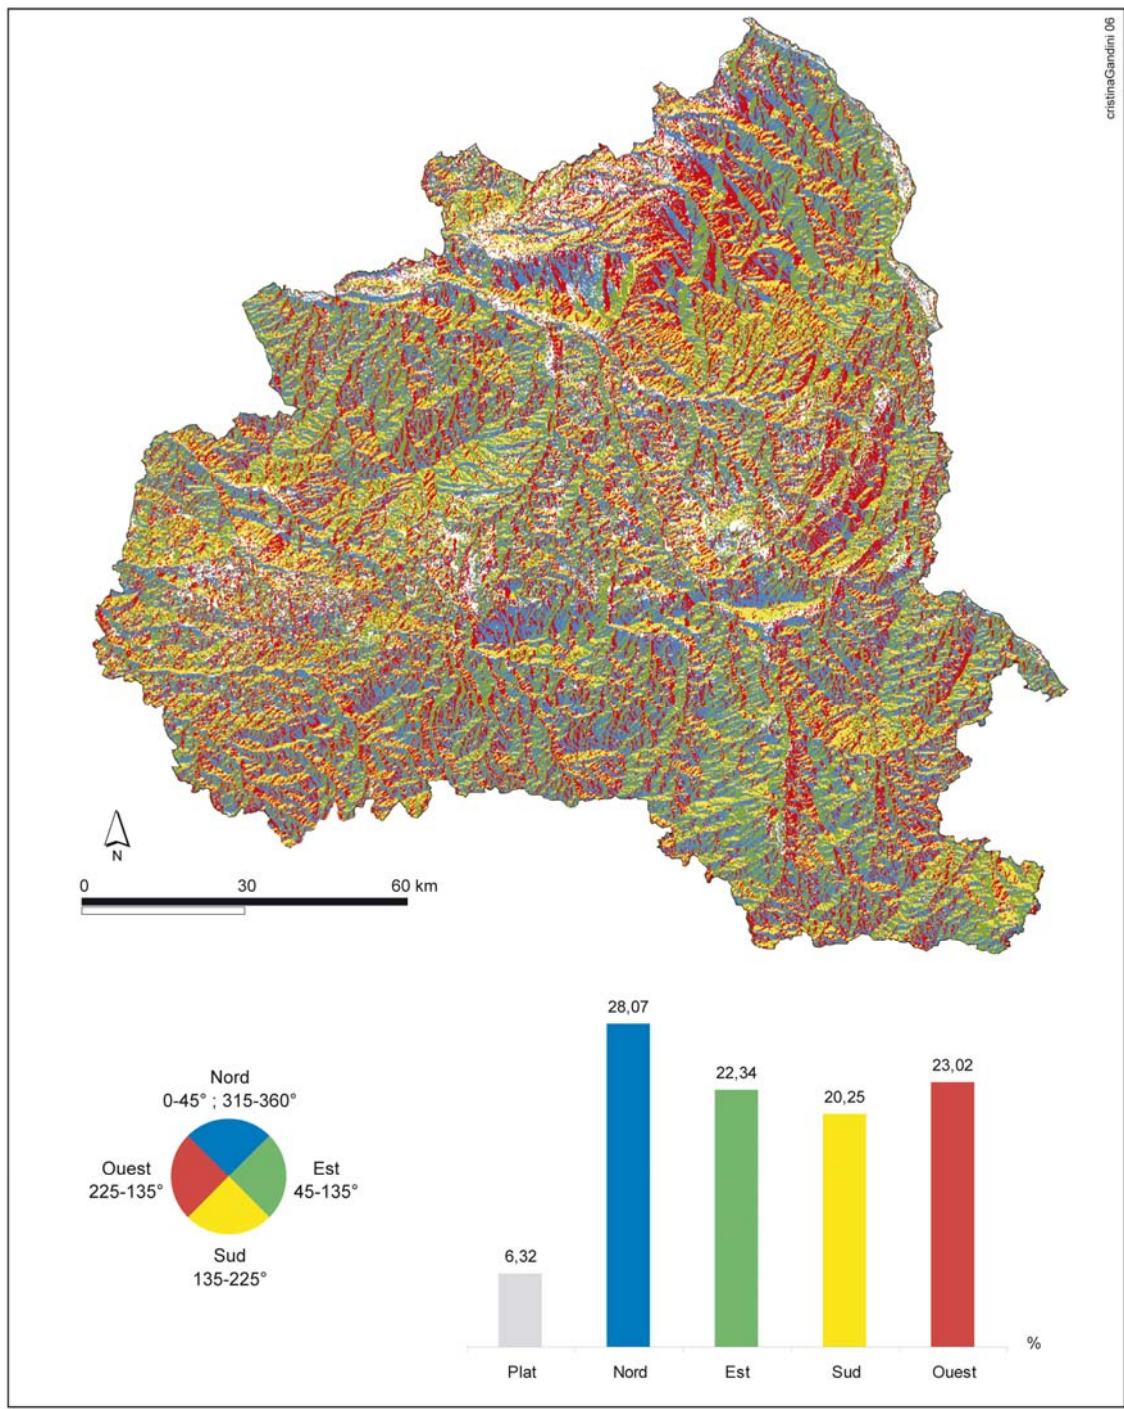 cristinaGandini 06
N
0 30 60 km
Nord
0-45° ; 315-360°
Ouest
225-135°
Est
45-135°
Sud
135-225°
6,32
28,07
22,34
20,25
23,02
%
Plat Nord Est Sud Ouest